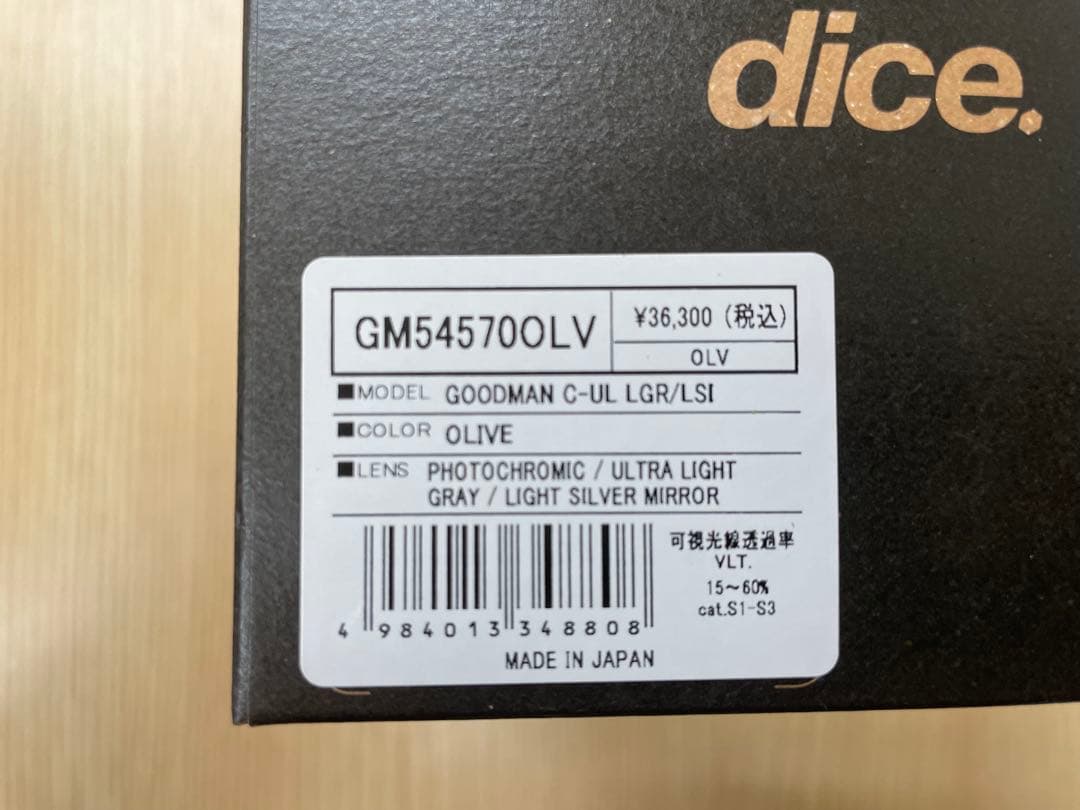 dice.
GM54570OLV
¥36,300（税込）
OLV
■MODEL GOODMAN C-UL LGR/LSI
■COLOR OLIVE
■LENS PHOTOCHROMIC / ULTRA LIGHT
GRAY / LIGHT SILVER MIRROR
可視光線透過率
VLT.
15～60%
cat.S1-S3
4 984013 348808
MADE IN JAPAN